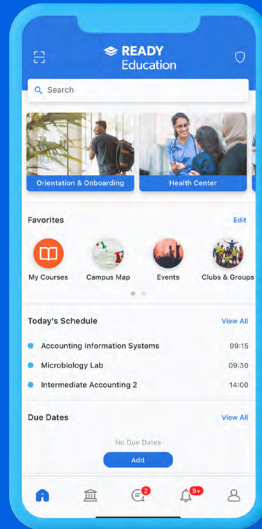 READY
Education
Search
Orientation & Onboarding
Health Center
Favorites
Edit
My Courses
Campus Map
Events
Clubs & Groups
Today's Schedule
View All
Accounting Information Systems
09:15
Microbiology Lab
09:30
Intermediate Accounting 2
14:00
Due Dates
View All
No Due Dates
Add
2
9+